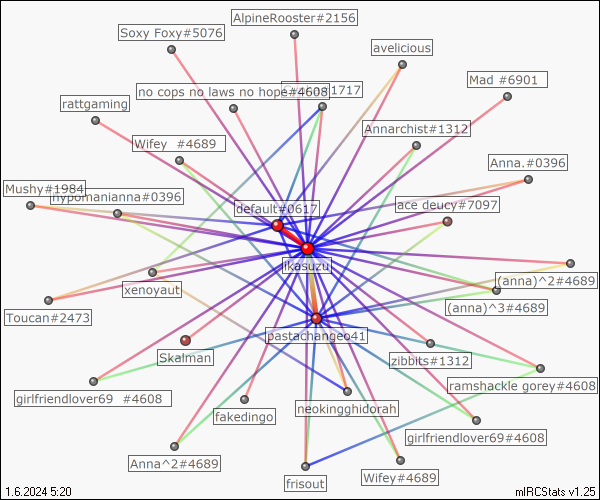 AlpineRooster#2156
Soxy Foxy#5076
avelicious
Mad #6901
no cops no laws no hope#4608
1717
rattgaming
Annarchist#1312
Wifey #4689
Anna.#0396
Mushy#1984
hypomanianna#0396
ace deucy#7097
default#0617
ikasuzu
(anna)^2#4689
xenoyaut
(anna)^3#4689
Toucan#2473
pastachangeo41
Skalman
zibbits#1312
ramshackle gorey#4608
girlfriendlover69 #4608
neokingghidorah
fakedingo
girlfriendlover69#4608
Anna^2#4689
Wifey#4689
frisout
1.6.2024 5:20
mIRCStats v1.25